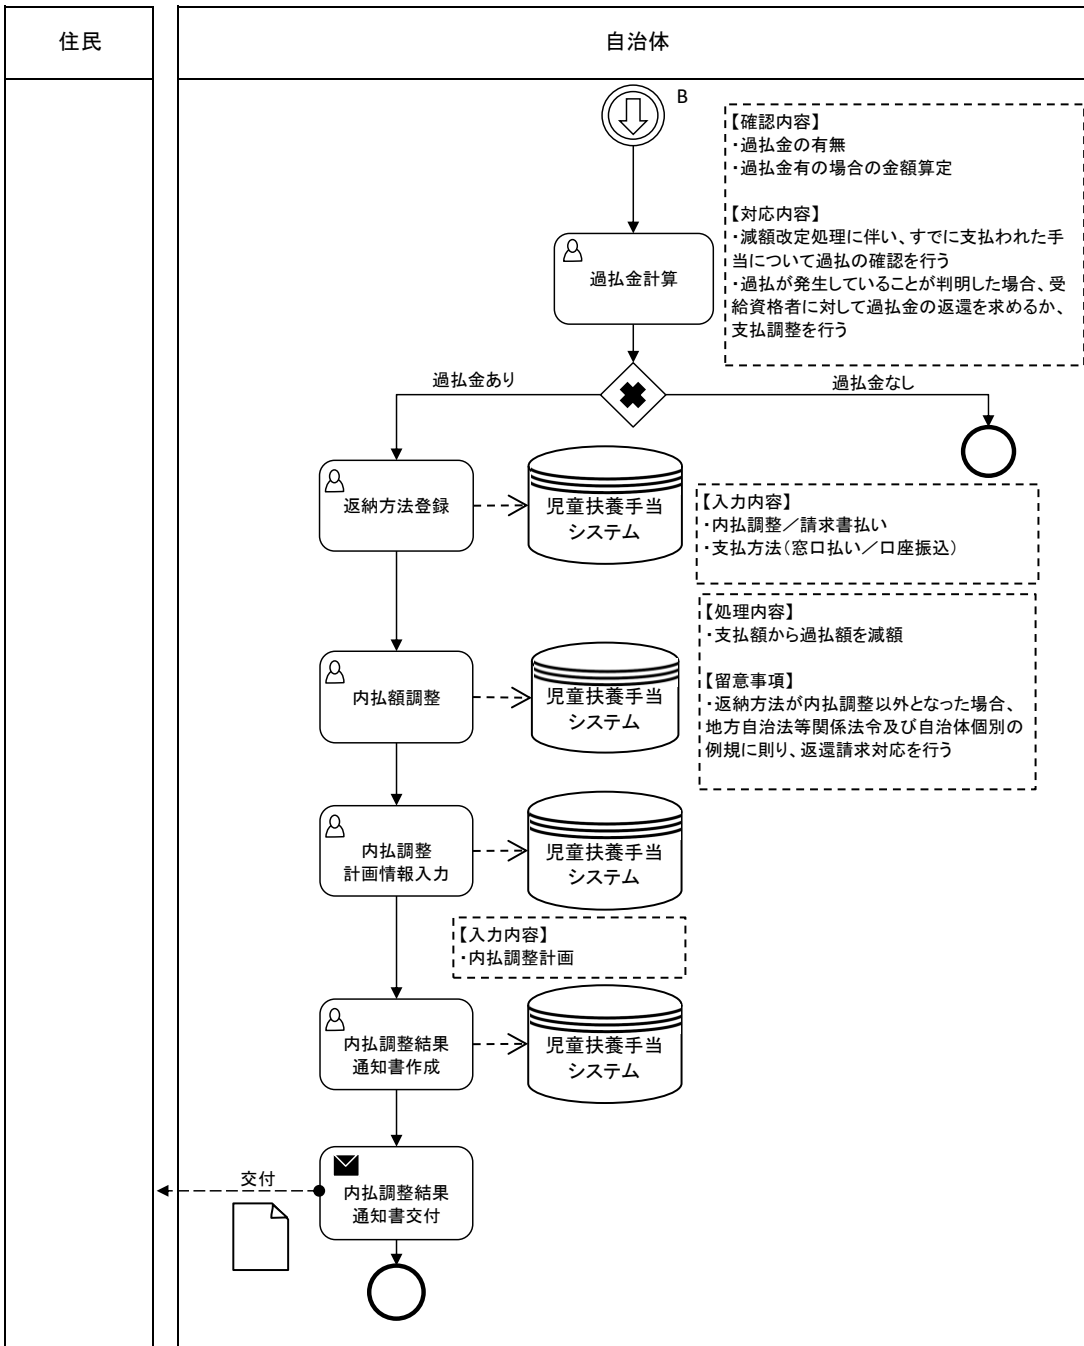 住民
自治体
B
【確認内容】
・過払金の有無
・過払金有の場合の金額算定
【対応内容】
・減額改定処理に伴い、すでに支払われた手
当について過払の確認を行う
・過払が発生していることが判明した場合、受
給資格者に対して過払金の返還を求めるか、
支払調整を行う
過払金計算
過払金あり
過払金なし
返納方法登録
児童扶養手当
システム
【入力内容】
・内払調整／請求書払い
・支払方法（窓口払い／口座振込）
【処理内容】
・支払額から過払額を減額
【留意事項】
・返納方法が内払調整以外となった場合、
地方自治法等関係法令及び自治体個別の
例規に則り、返還請求対応を行う
内払額調整
児童扶養手当
システム
内払調整
計画情報入力
児童扶養手当
システム
【入力内容】
・内払調整計画
内払調整結果
通知書作成
児童扶養手当
システム
交付
内払調整結果
通知書交付